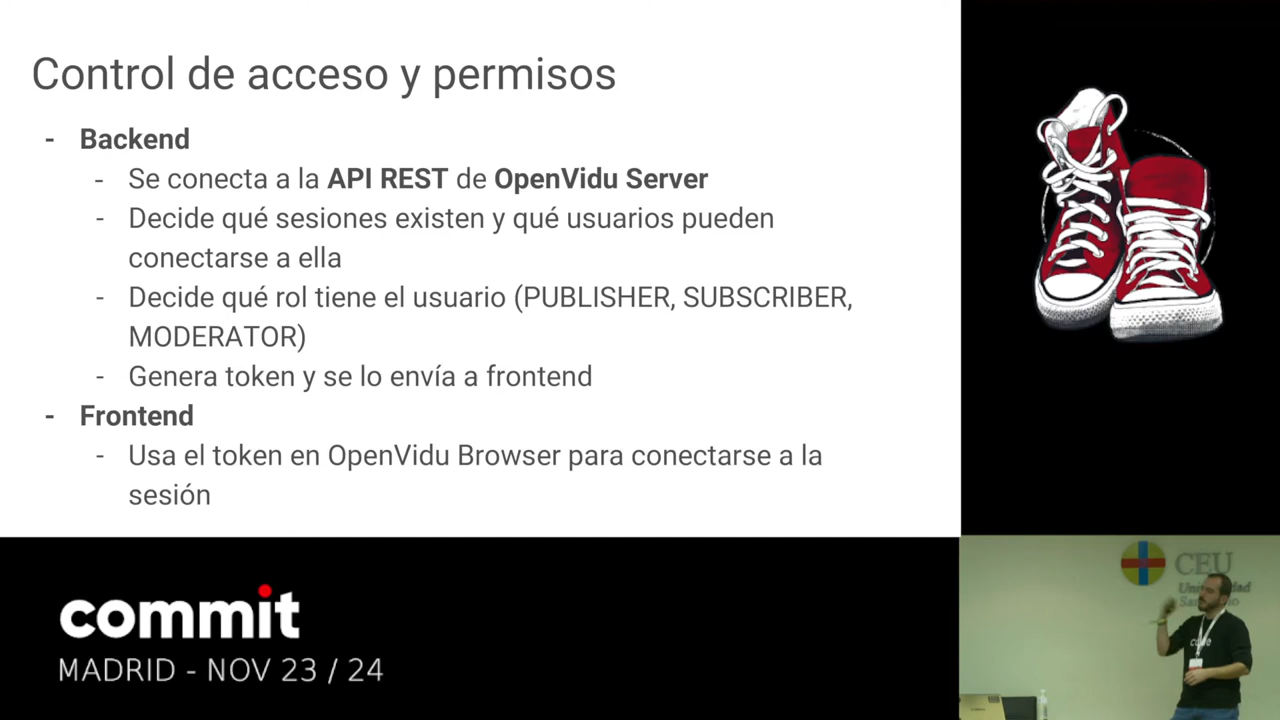 Control de acceso y permisos
- Backend
- Se conecta a la API REST de OpenVidu Server
- Decide qué sesiones existen y qué usuarios pueden
conectarse a ella
- Decide qué rol tiene el usuario (PUBLISHER, SUBSCRIBER,
MODERATOR)
- Genera token y se lo envía a frontend
- Frontend
- Usa el token en OpenVidu Browser para conectarse a la
sesión
commit
MADRID - NOV 23 / 24
CEU